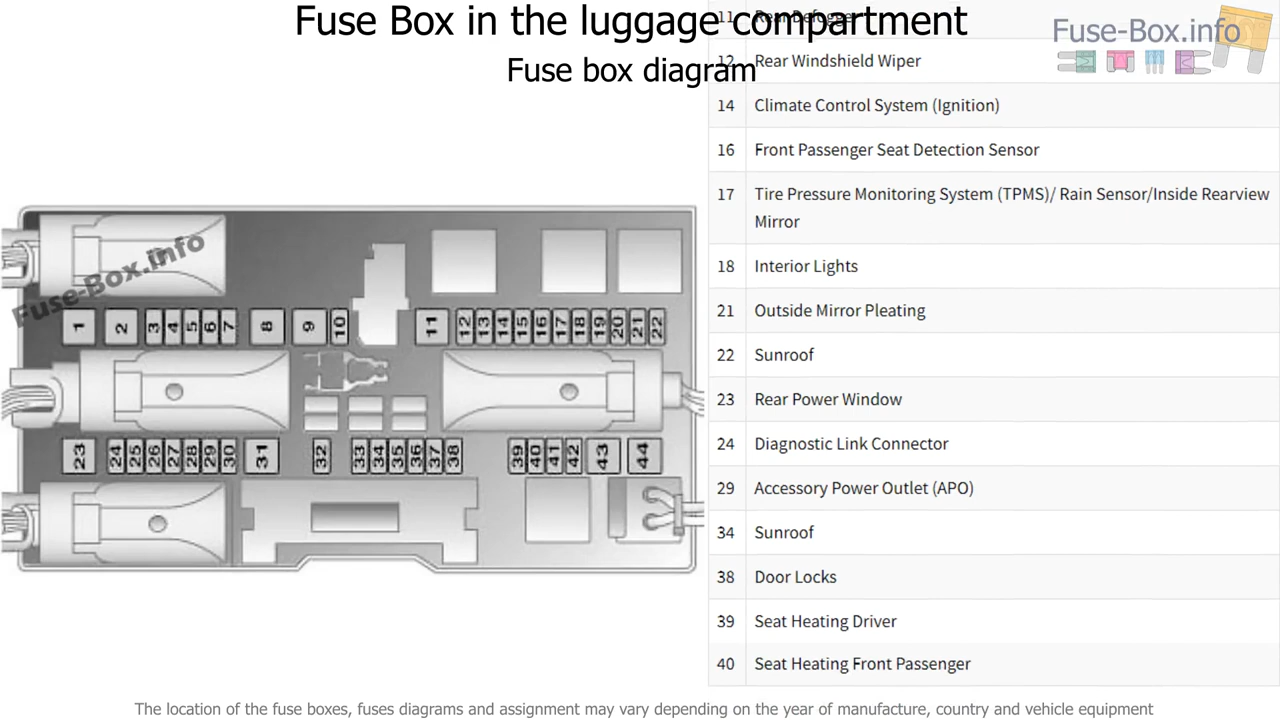 Fuse Box in the luggage compartment
Fuse box diagram
Fuse-Box.info
11 Rear Defogger
12 Rear Windshield Wiper
14 Climate Control System (Ignition)
16 Front Passenger Seat Detection Sensor
17 Tire Pressure Monitoring System (TPMS)/ Rain Sensor/Inside Rearview
Mirror
18 Interior Lights
21 Outside Mirror Pleating
22 Sunroof
23 Rear Power Window
24 Diagnostic Link Connector
29 Accessory Power Outlet (APO)
34 Sunroof
38 Door Locks
39 Seat Heating Driver
40 Seat Heating Front Passenger
Fuse-Box.info
1 2 3 4 5 6 7 8 9 10 11 12 13 14 15 16 17 18 19 20 21 22
23 24 25 26 27 28 29 30 31 32 33 34 35 36 37 38 39 40 41 42 43 44
The location of the fuse boxes, fuses diagrams and assignment may vary depending on the year of manufacture, country and vehicle equipment